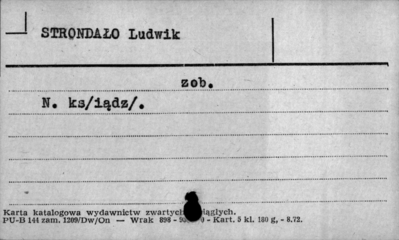 STRONDAŁO Ludwik
zob.
N. ks/iądz/.
Karta katalogowa wydawnictw zwartych ciągłych.
PU-B 144 zam. 1209/Dw/On — Wrak 898 - Kart. 5 kl. 180 g, - 8.72.